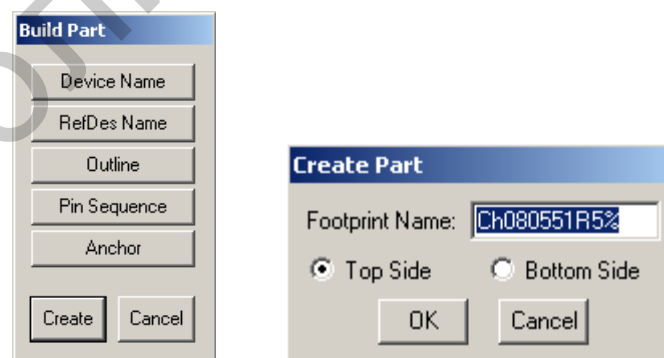 Build Part
Device Name
RefDes Name
Outline
Pin Sequence
Anchor
Create Cancel
Create Part
Footprint Name: Ch080551R5%
Top Side Bottom Side
OK Cancel